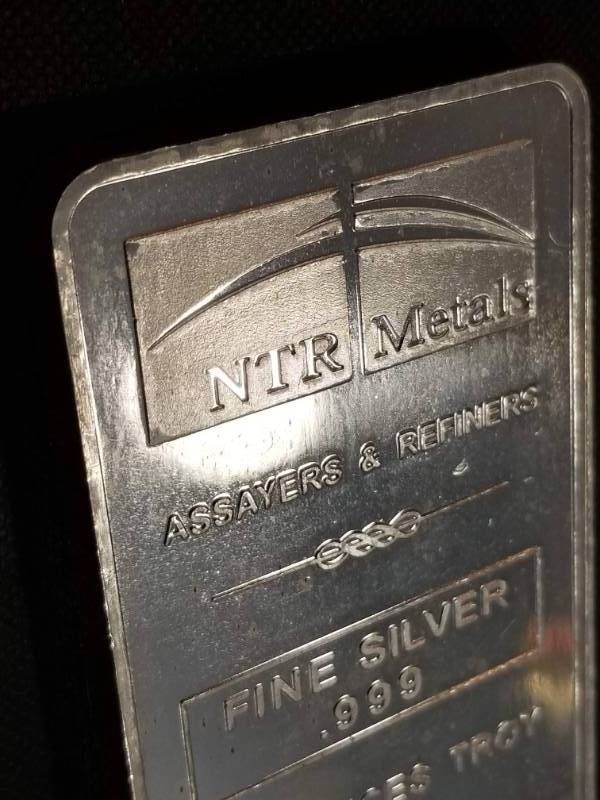 NTR Metals
ASSAYERS & REFINERS
FINE SILVER
.999
TROY